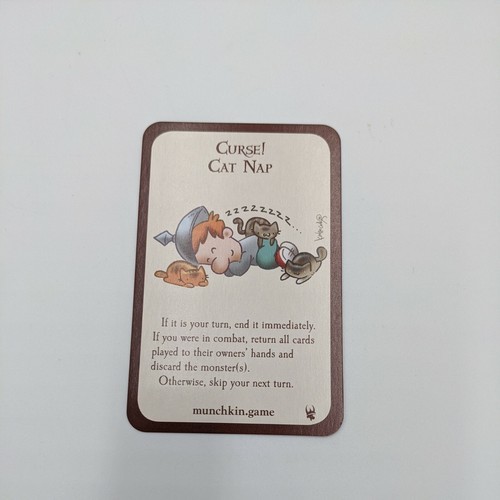 Curse!
Cat Nap
zzzzzzzz...
If it is your turn, end it immediately.
If you were in combat, return all cards
played to their owners' hands and
discard the monster(s).
Otherwise, skip your next turn.
munchkin.game